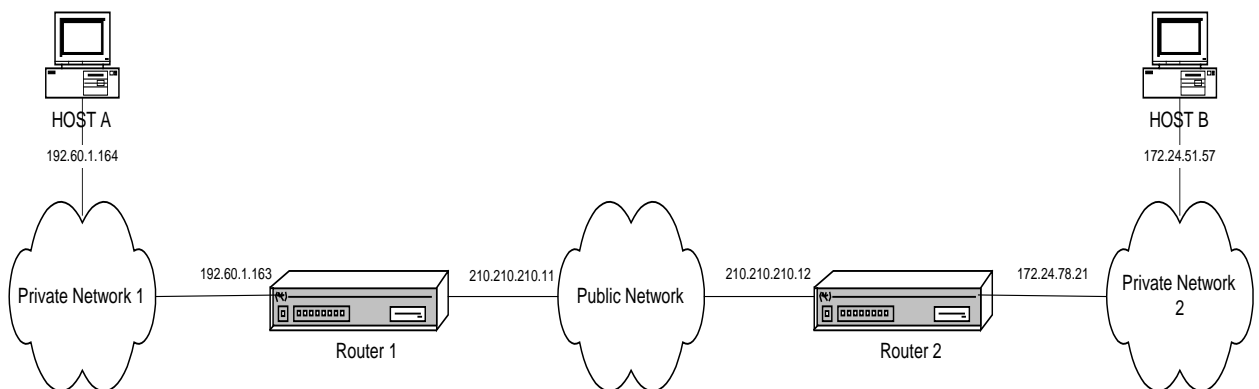 HOST A
192.60.1.164
HOST B
172.24.51.57
Private Network 1
192.60.1.163
Router 1
210.210.210.11
Public Network
210.210.210.12
Router 2
172.24.78.21
Private Network
2